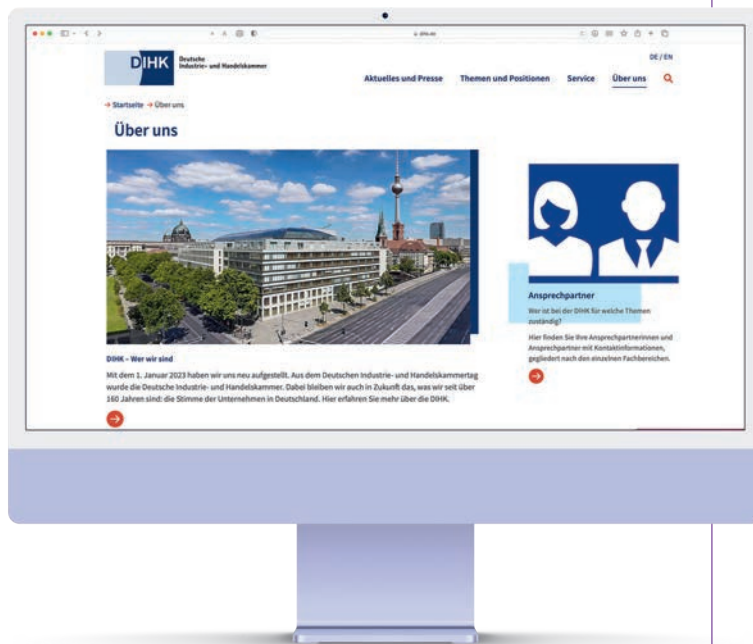 dihk.de
DE / EN
DIHK
Deutsche
Industrie- und Handelskammer
Aktuelles und Presse Themen und Positionen Service Über uns
→ Startseite → Über uns
Über uns
DIHK – Wer wir sind
Mit dem 1. Januar 2023 haben wir uns neu aufgestellt. Aus dem Deutschen Industrie- und Handelskammertag
wurde die Deutsche Industrie- und Handelskammer. Dabei bleiben wir auch in Zukunft das, was wir seit über
160 Jahren sind: die Stimme der Unternehmen in Deutschland. Hier erfahren Sie mehr über die DIHK.
Ansprechpartner
Wer ist bei der DIHK für welche Themen
zuständig?
Hier finden Sie Ihre Ansprechpartnerinnen und
Ansprechpartner mit Kontaktinformationen,
gegliedert nach den einzelnen Fachbereichen.